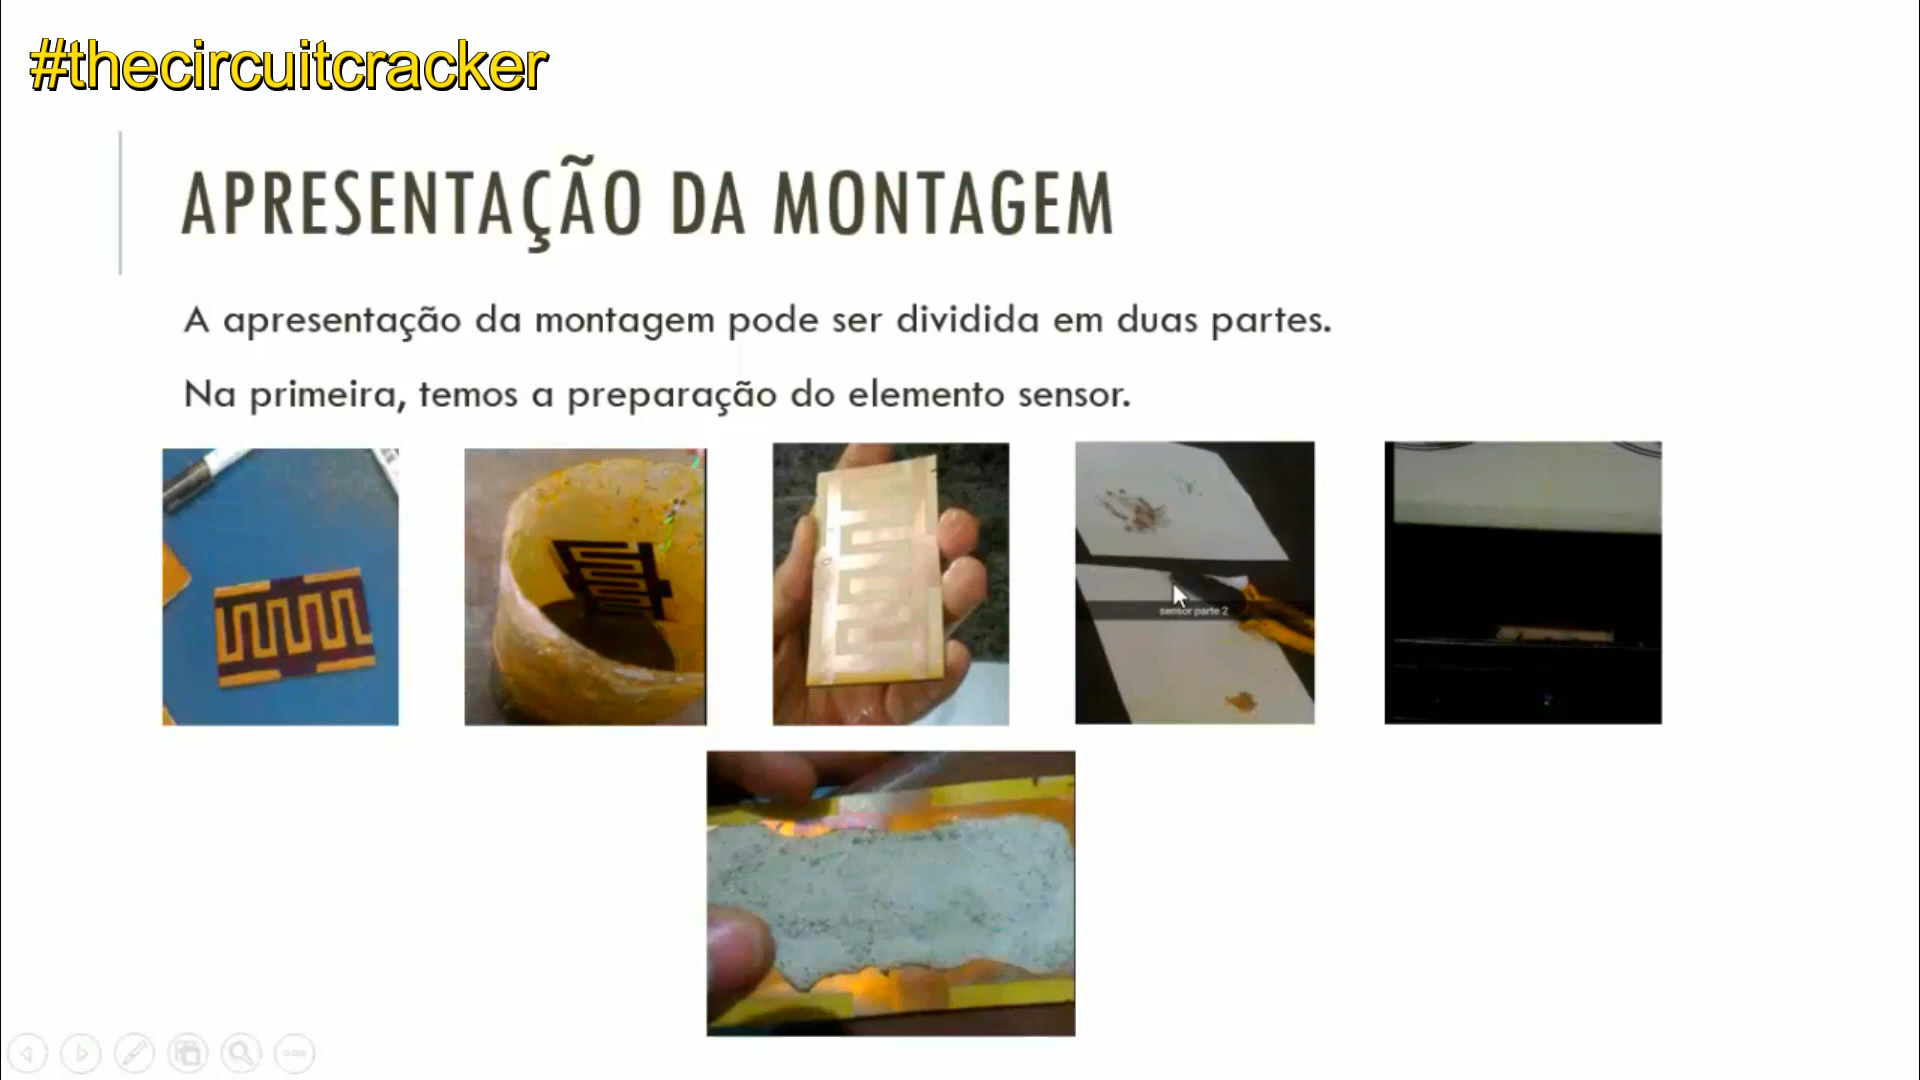 #thecircuitcracker
APRESENTAÇÃO DA MONTAGEM
A apresentação da montagem pode ser dividida em duas partes.
Na primeira, temos a preparação do elemento sensor.
sensor parte 2